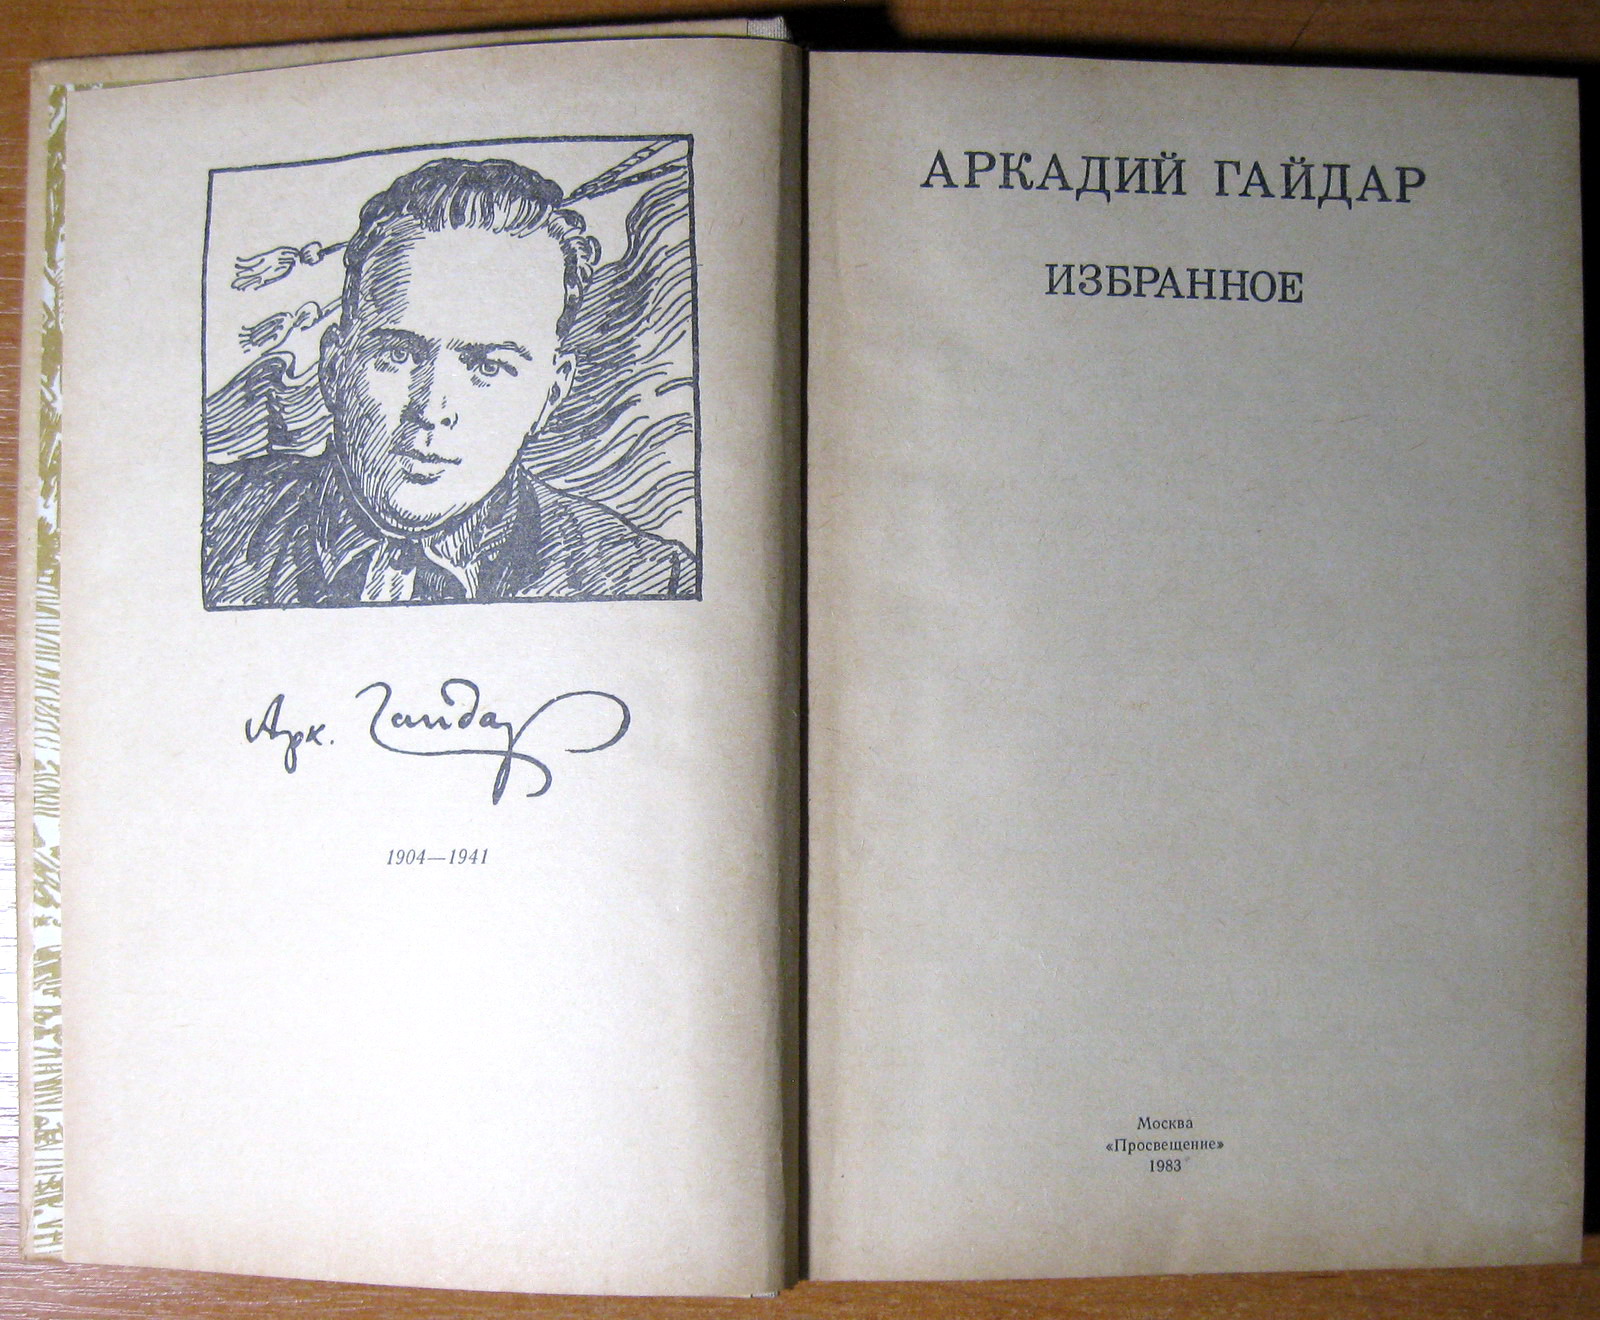 Арк. Гайдар
1904—1941
АРКАДИЙ ГАЙДАР
ИЗБРАННОЕ
Москва
«Просвещение»
1983